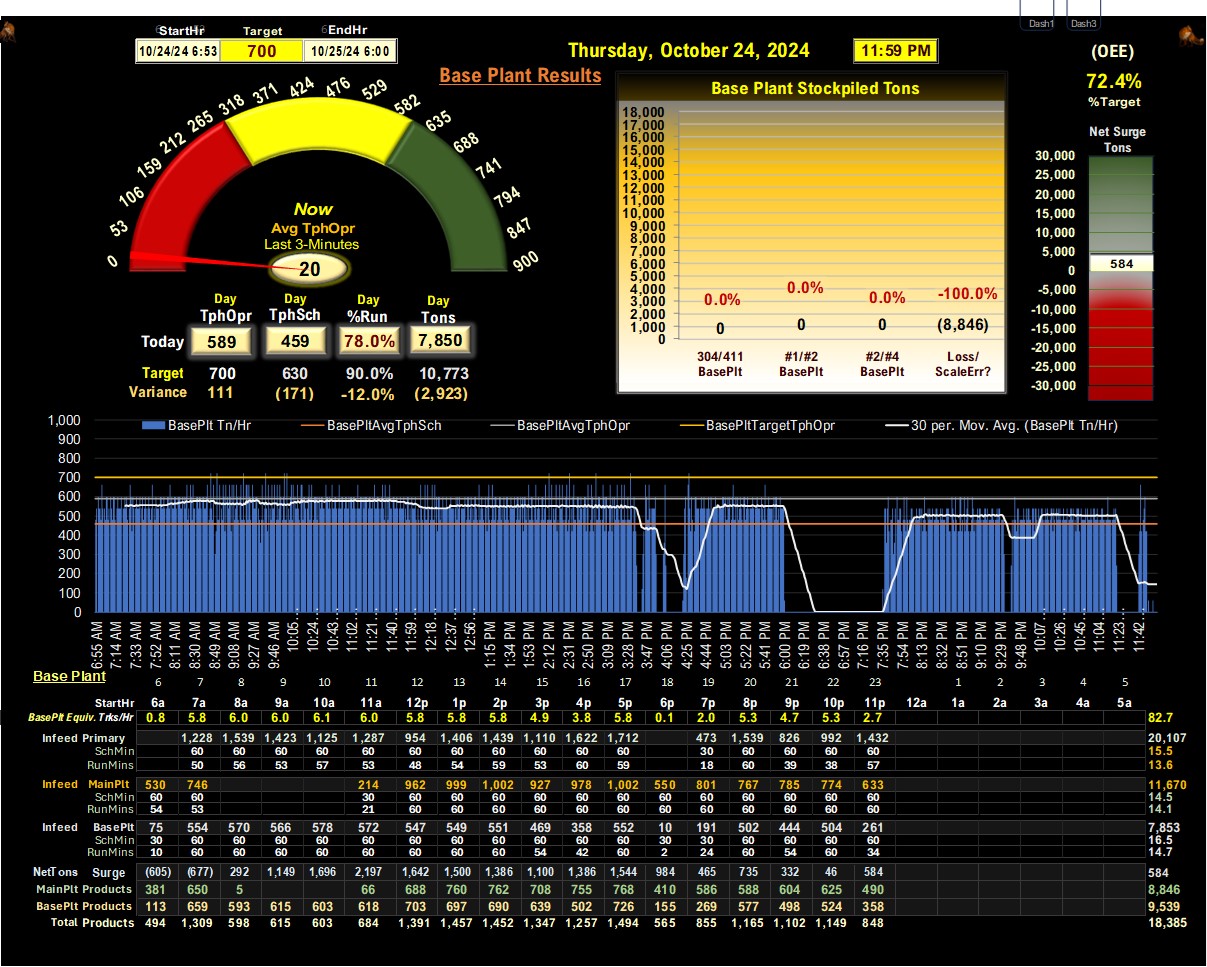 Dash1 Dash3
StartHr Target EndHr
10/24/24 6:53 700 10/25/24 6:00
Thursday, October 24, 2024 11:59 PM
(OEE)
72.4%
%Target
Base Plant Results
Base Plant Stockpiled Tons
0 53 106 159 212 265 318 371 424 476 529 582 635 688 741 794 847 900
Now
Avg TphOpr
Last 3-Minutes
20
18,000
17,000
16,000
15,000
14,000
13,000
12,000
11,000
10,000
9,000
8,000
7,000
6,000
5,000
4,000
3,000
2,000
1,000
0
0.0% 0.0% 0.0% -100.0%
0 0 0 (8,846)
304/411 #1/#2 #2/#4 Loss/
BasePlt BasePlt BasePlt ScaleErr?
Net Surge
Tons
30,000
25,000
20,000
15,000
10,000
5,000
0
-5,000
-10,000
-15,000
-20,000
-25,000
-30,000
584
Day Day Day Day
TphOpr TphSch %Run Tons
Today 589 459 78.0% 7,850
Target 700 630 90.0% 10,773
Variance 111 (171) -12.0% (2,923)
BasePlt Tn/Hr BasePltAvgTphSch BasePltAvgTphOpr BasePltTargetTphOpr 30 per. Mov. Avg. (BasePlt Tn/Hr)
1,000
900
800
700
600
500
400
300
200
100
0
6:55 AM 7:14 AM 7:33 AM 7:52 AM 8:11 AM 8:30 AM 8:49 AM 9:08 AM 9:27 AM 9:46 AM 10:05… 10:24… 10:43… 11:02… 11:21… 11:40… 11:59… 12:18… 12:37… 12:56… 1:15 PM 1:34 PM 1:53 PM 2:12 PM 2:31 PM 2:50 PM 3:09 PM 3:28 PM 3:47 PM 4:06 PM 4:25 PM 4:44 PM 5:03 PM 5:22 PM 5:41 PM 6:00 PM 6:19 PM 6:38 PM 6:57 PM 7:16 PM 7:35 PM 7:54 PM 8:13 PM 8:32 PM 8:51 PM 9:10 PM 9:29 PM 9:48 PM 10:07… 10:26… 10:45… 11:04… 11:23… 11:42…
Base Plant
6 7 8 9 10 11 12 13 14 15 16 17 18 19 20 21 22 23 1 2 3 4 5
StartHr 6a 7a 8a 9a 10a 11a 12p 1p 2p 3p 4p 5p 6p 7p 8p 9p 10p 11p 12a 1a 2a 3a 4a 5a
BasePlt Equiv. Trks/Hr 0.8 5.8 6.0 6.0 6.1 6.0 5.8 5.8 5.8 4.9 3.8 5.8 0.1 2.0 5.3 4.7 5.3 2.7 82.7
Infeed Primary 1,228 1,539 1,423 1,125 1,287 954 1,406 1,439 1,110 1,622 1,712 473 1,539 826 992 1,432 20,107
SchMin 60 60 60 60 60 60 60 60 60 60 60 30 60 60 60 60 15.5
RunMins 50 56 53 57 53 48 54 59 53 60 59 18 60 39 38 57 13.6
Infeed MainPlt 530 746 214 962 999 1,002 927 978 1,002 550 801 767 785 774 633 11,670
SchMin 60 60 30 60 60 60 60 60 60 60 60 60 60 60 60 14.5
RunMins 54 53 21 60 60 60 60 60 60 60 60 60 60 60 60 14.1
Infeed BasePlt 75 554 570 566 578 572 547 549 551 469 358 552 10 191 502 444 504 261 7,853
SchMin 30 60 60 60 60 60 60 60 60 60 60 60 30 30 60 60 60 60 16.5
RunMins 10 60 60 60 60 60 60 60 60 54 42 60 2 24 60 54 60 34 14.7
NetTons Surge (605) (677) 292 1,149 1,696 2,197 1,642 1,500 1,386 1,100 1,386 1,544 984 465 735 332 46 584 584
MainPlt Products 381 650 5 66 688 760 762 708 755 768 410 586 588 604 625 490 8,846
BasePlt Products 113 659 593 615 603 618 703 697 690 639 502 726 155 269 577 498 524 358 9,539
Total Products 494 1,309 598 615 603 684 1,391 1,457 1,452 1,347 1,257 1,494 565 855 1,165 1,102 1,149 848 18,385